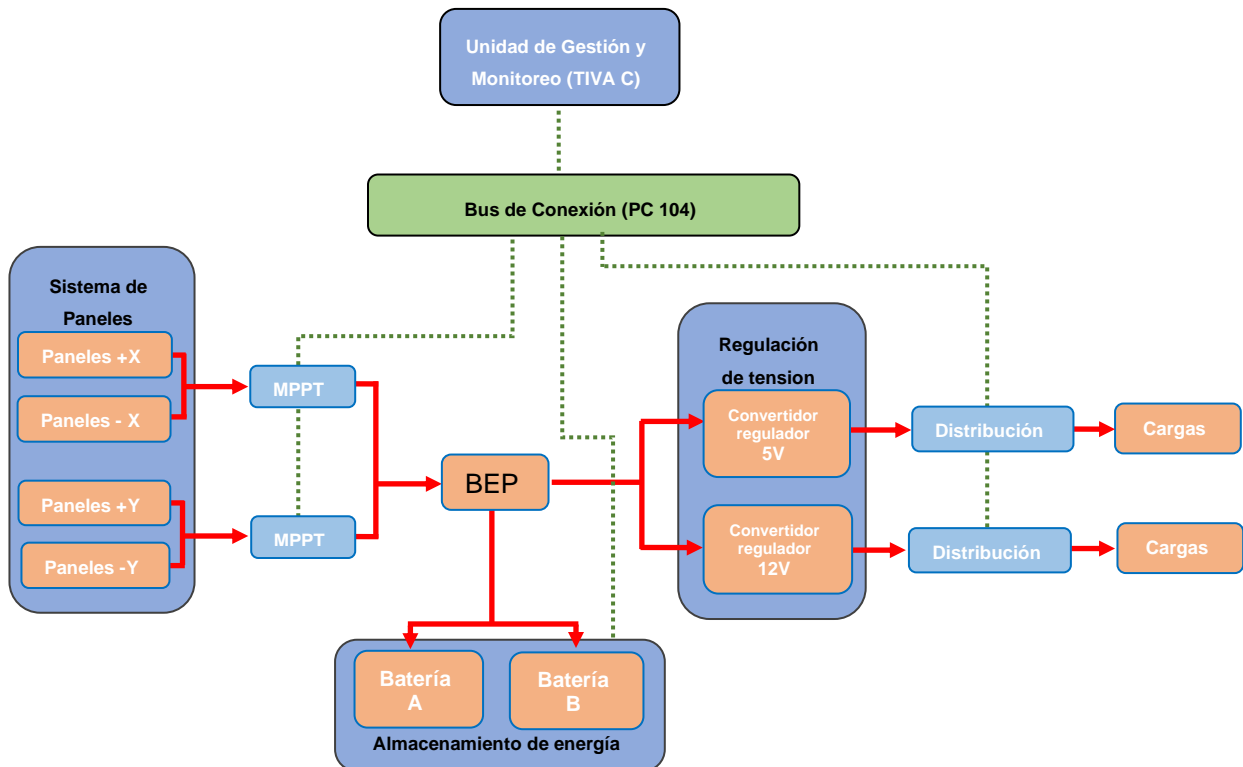 Unidad de Gestión y
Monitoreo (TIVA C)
Bus de Conexión (PC 104)
Sistema de
Paneles
Paneles +X
Paneles - X
Paneles +Y
Paneles -Y
MPPT
MPPT
BEP
Regulación
de tension
Convertidor
regulador
5V
Convertidor
regulador
12V
Distribución
Cargas
Distribución
Cargas
Batería
A
Batería
B
Almacenamiento de energía